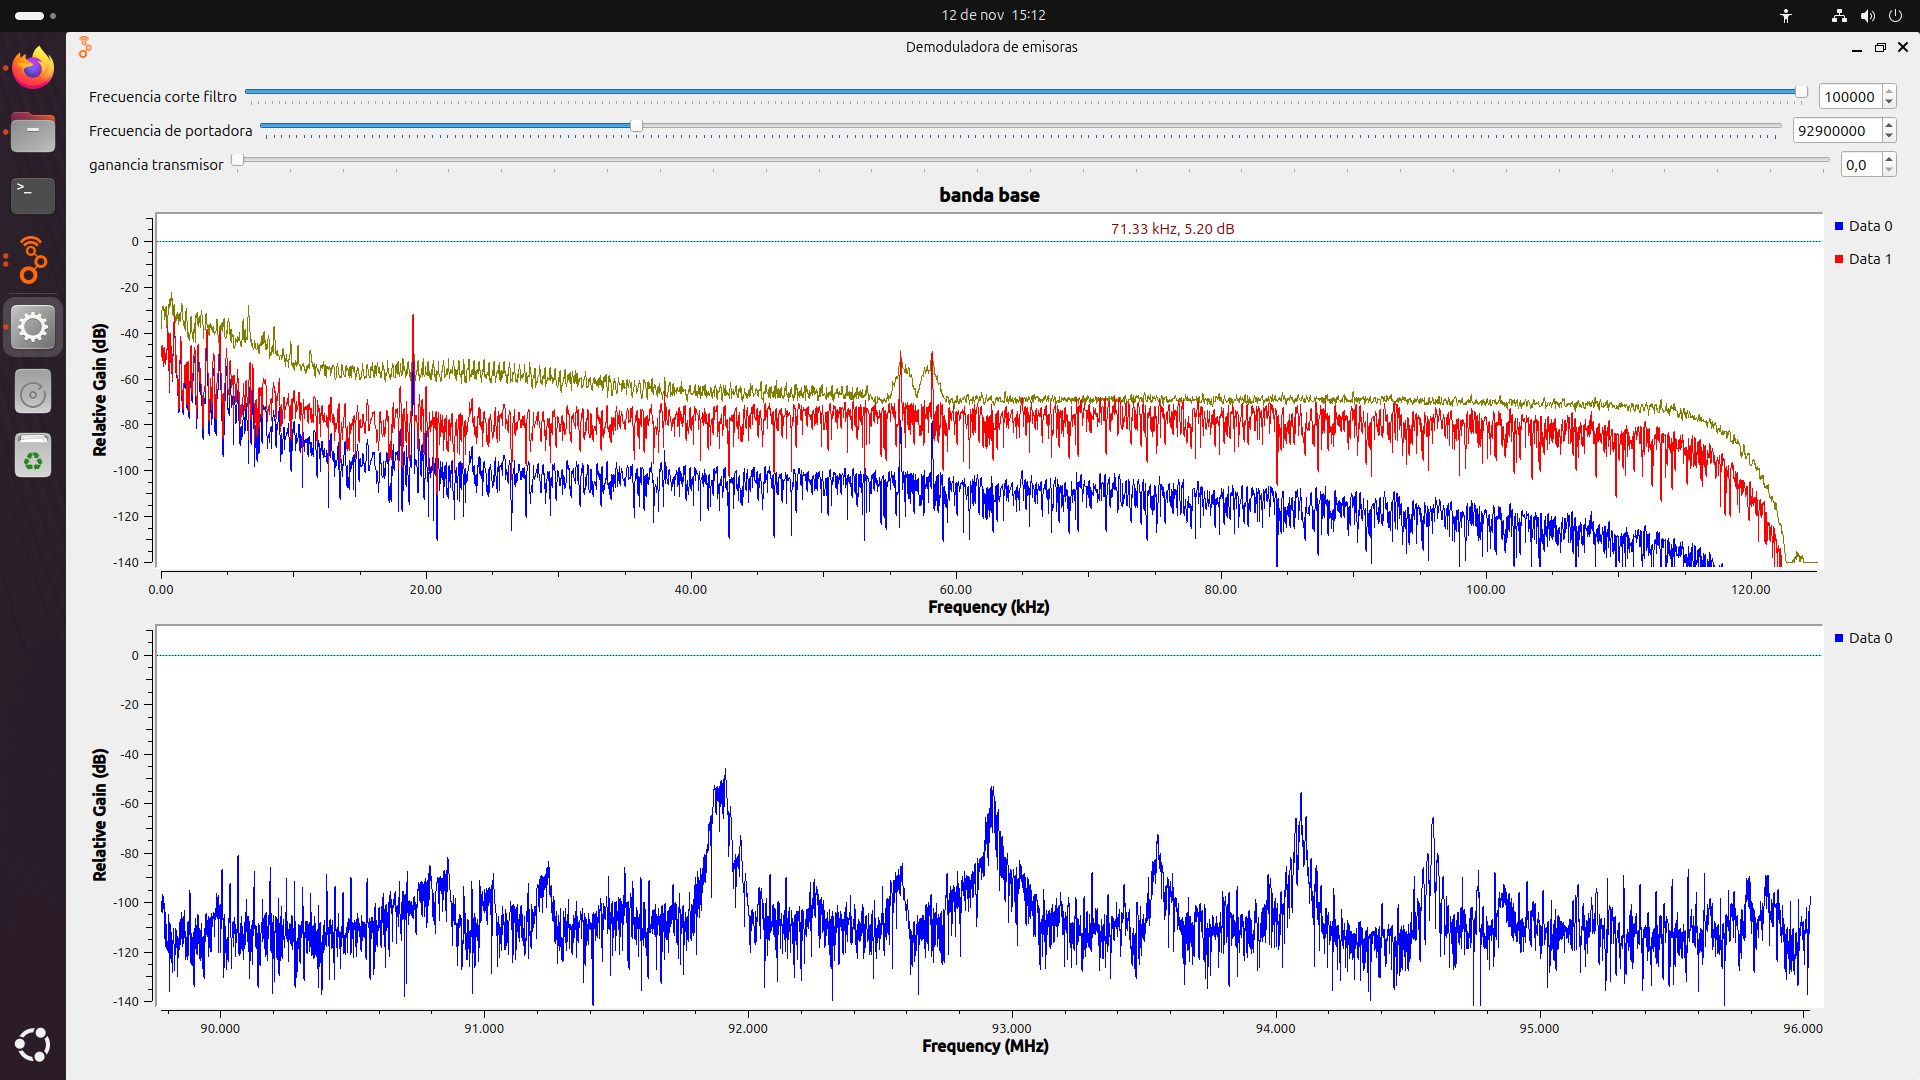 12 de nov 15:12
Demoduladora de emisoras
Frecuencia corte filtro 100000
Frecuencia de portadora 92900000
ganancia transmisor 0,0
banda base
71.33 kHz, 5.20 dB
Data 0
Data 1
Relative Gain (dB)
0
-20
-40
-60
-80
-100
-120
-140
0.00 20.00 40.00 60.00 80.00 100.00 120.00
Frequency (kHz)
Data 0
Relative Gain (dB)
0
-20
-40
-60
-80
-100
-120
-140
90.000 91.000 92.000 93.000 94.000 95.000 96.000
Frequency (MHz)